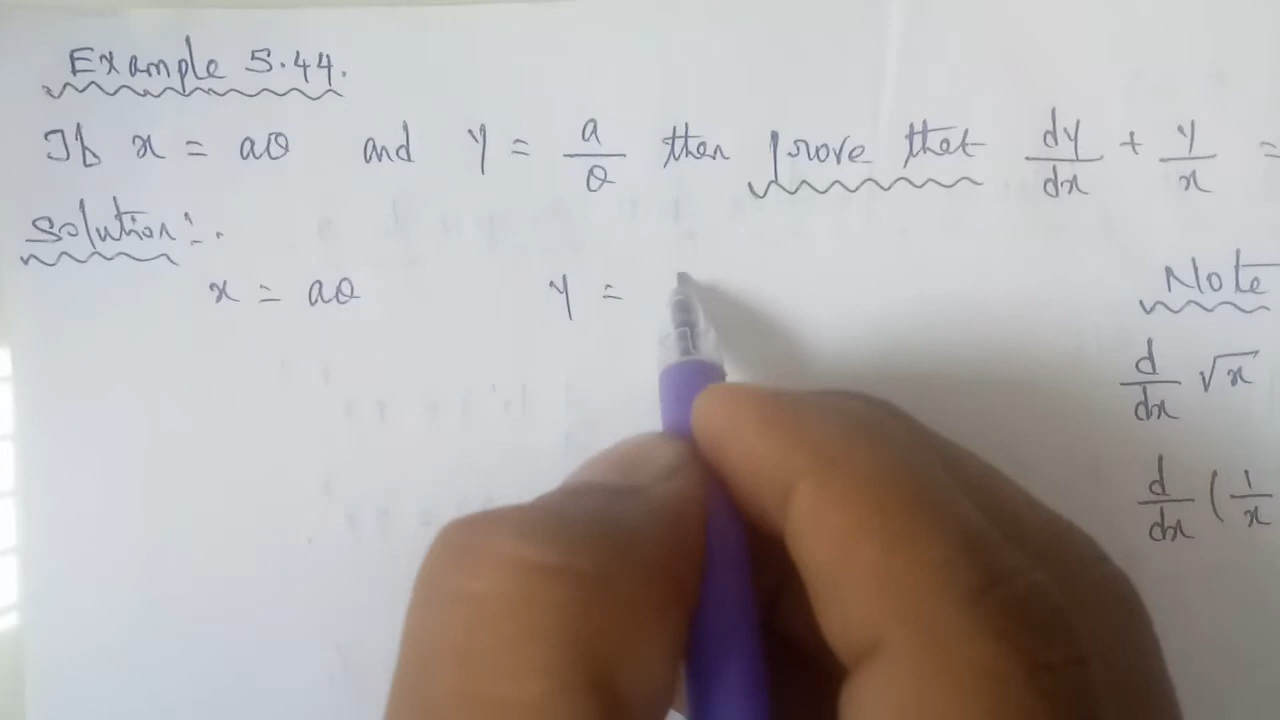 Example 5.44.
If x = aθ and y = a/θ then prove that dy/dx + y/x =
Solution:.
x = aθ y =
Note
d/dx √x
d/dx (1/x